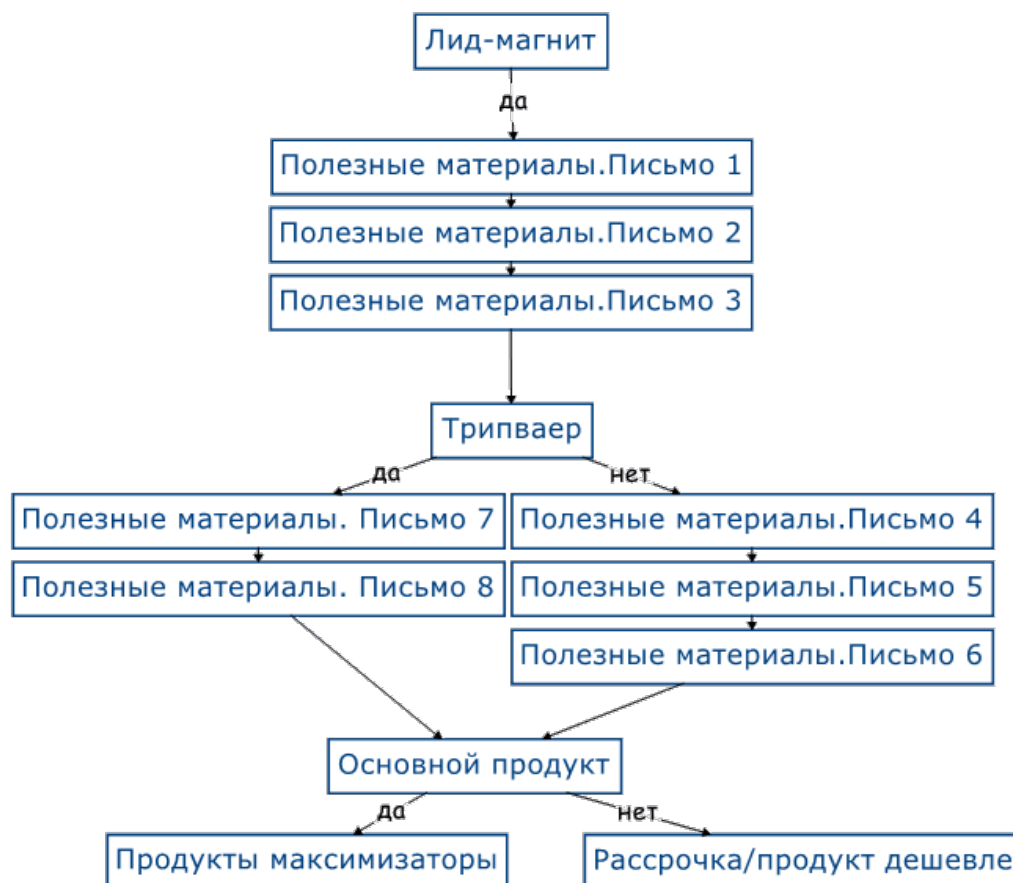 Лид-магнит
да
Полезные материалы.Письмо 1
Полезные материалы.Письмо 2
Полезные материалы.Письмо 3
Трипваер
да
нет
Полезные материалы. Письмо 7
Полезные материалы.Письмо 4
Полезные материалы. Письмо 8
Полезные материалы.Письмо 5
Полезные материалы.Письмо 6
Основной продукт
да
нет
Продукты максимизаторы
Рассрочка/продукт дешевле